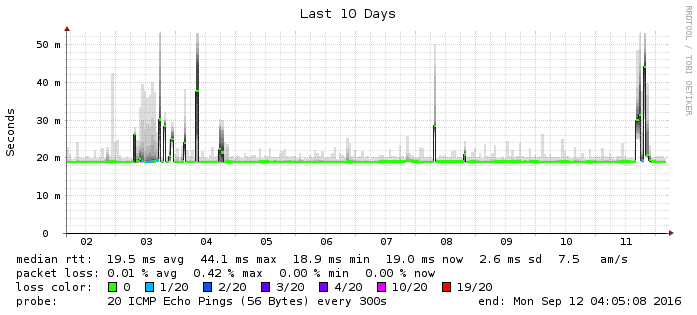 Last 10 Days
RRDTOOL / TOBI OETIKER
Seconds
50 m
40 m
30 m
20 m
10 m
0
02 03 04 05 06 07 08 09 10 11
median rtt: 19.5 ms avg 44.1 ms max 18.9 ms min 19.0 ms now 2.6 ms sd 7.5 am/s
packet loss: 0.01 % avg 0.42 % max 0.00 % min 0.00 % now
loss color: 0 1/20 2/20 3/20 4/20 10/20 19/20
probe: 20 ICMP Echo Pings (56 Bytes) every 300s end: Mon Sep 12 04:05:08 2016